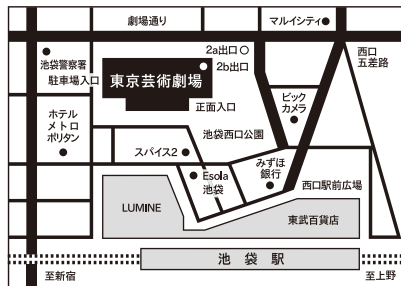 劇場通り
マルイシティ
2a出口
西口
五差路
池袋警察署
2b出口
駐車場入口
東京芸術劇場
正面入口
ビック
カメラ
ホテル
メトロ
ポリタン
池袋西口公園
スパイス2
みずほ
銀行
Esola
池袋
西口駅前広場
LUMINE
東武百貨店
池袋駅
至新宿
至上野